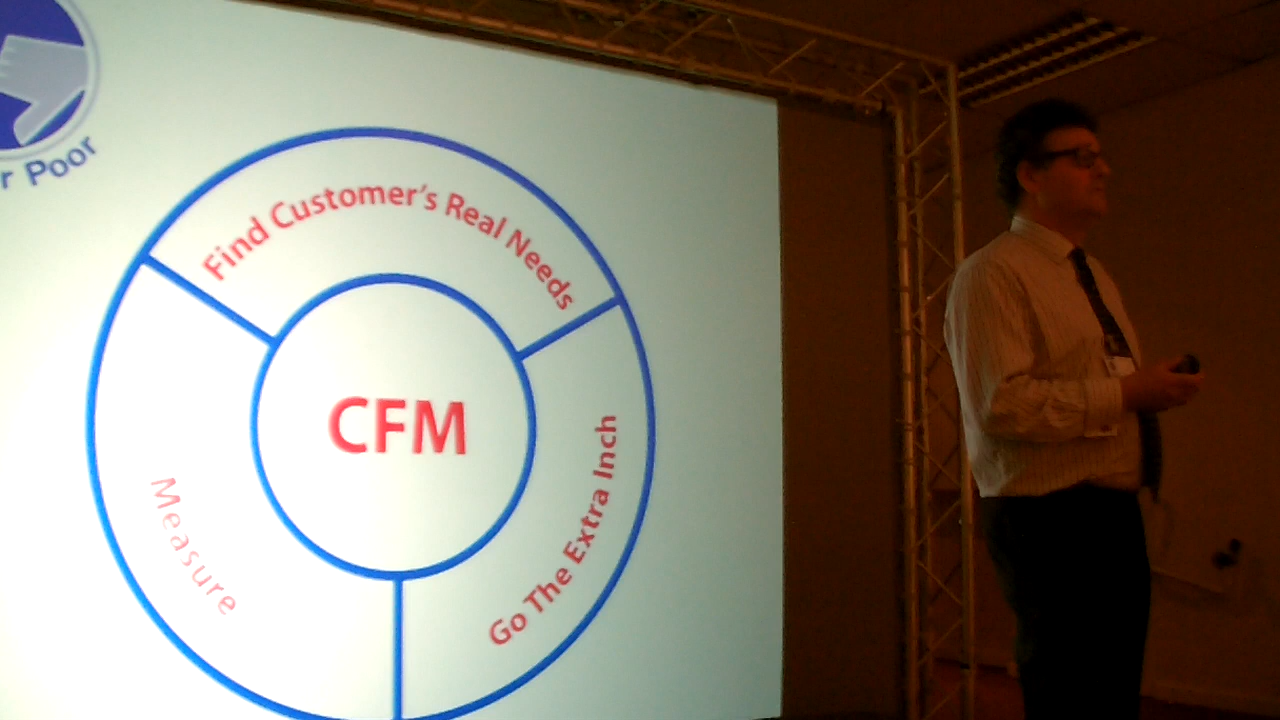 r Poor
Find Customer's Real Needs
CFM
Go The Extra Inch
Measure